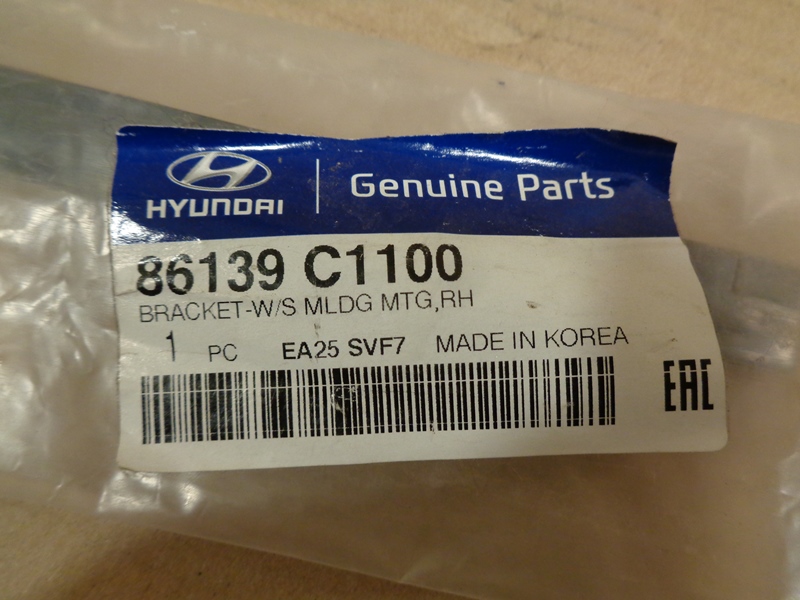 HYUNDAI
Genuine Parts
86139 C1100
BRACKET-W/S MLDG MTG,RH
1 PC EA25 SVF7 MADE IN KOREA
EAC